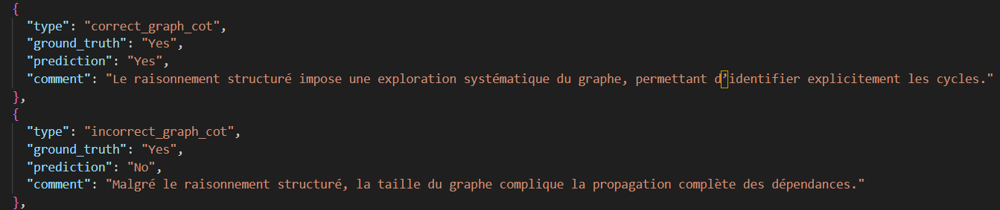 {
"type": "correct_graph_cot",
"ground_truth": "Yes",
"prediction": "Yes",
"comment": "Le raisonnement structuré impose une exploration systématique du graphe, permettant d’identifier explicitement les cycles."
},
{
"type": "incorrect_graph_cot",
"ground_truth": "Yes",
"prediction": "No",
"comment": "Malgré le raisonnement structuré, la taille du graphe complique la propagation complète des dépendances."
},